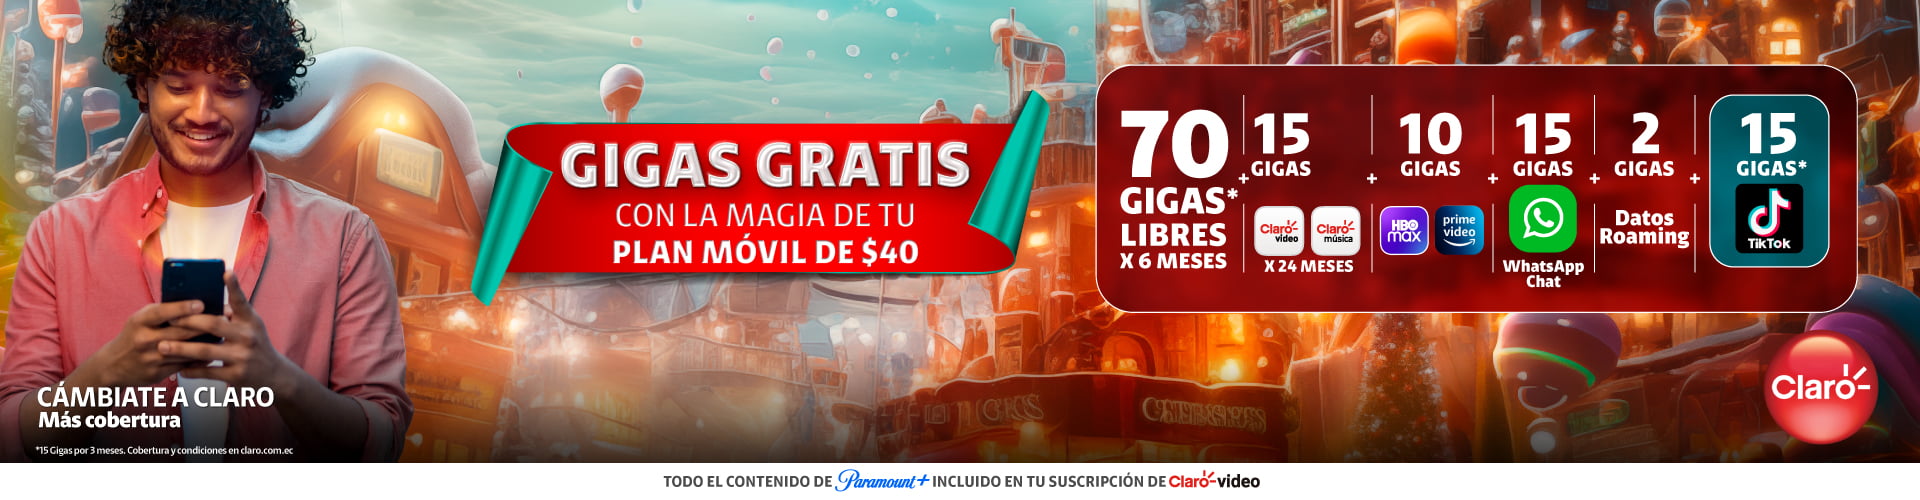 GIGAS GRATIS
CON LA MAGIA DE TU
PLAN MÓVIL DE $40
70
GIGAS*
LIBRES
X 6 MESES
+
15
GIGAS
Claro video
Claro música
X 24 MESES
+
10
GIGAS
HBO max
prime video
+
15
GIGAS
WhatsApp
Chat
+
2
GIGAS
Datos
Roaming
+
15
GIGAS*
TikTok
CÁMBIATE A CLARO
Más cobertura
*15 Gigas por 3 meses. Cobertura y condiciones en claro.com.ec
Claro
TODO EL CONTENIDO DE Paramount+ INCLUIDO EN TU SUSCRIPCIÓN DE Claro video